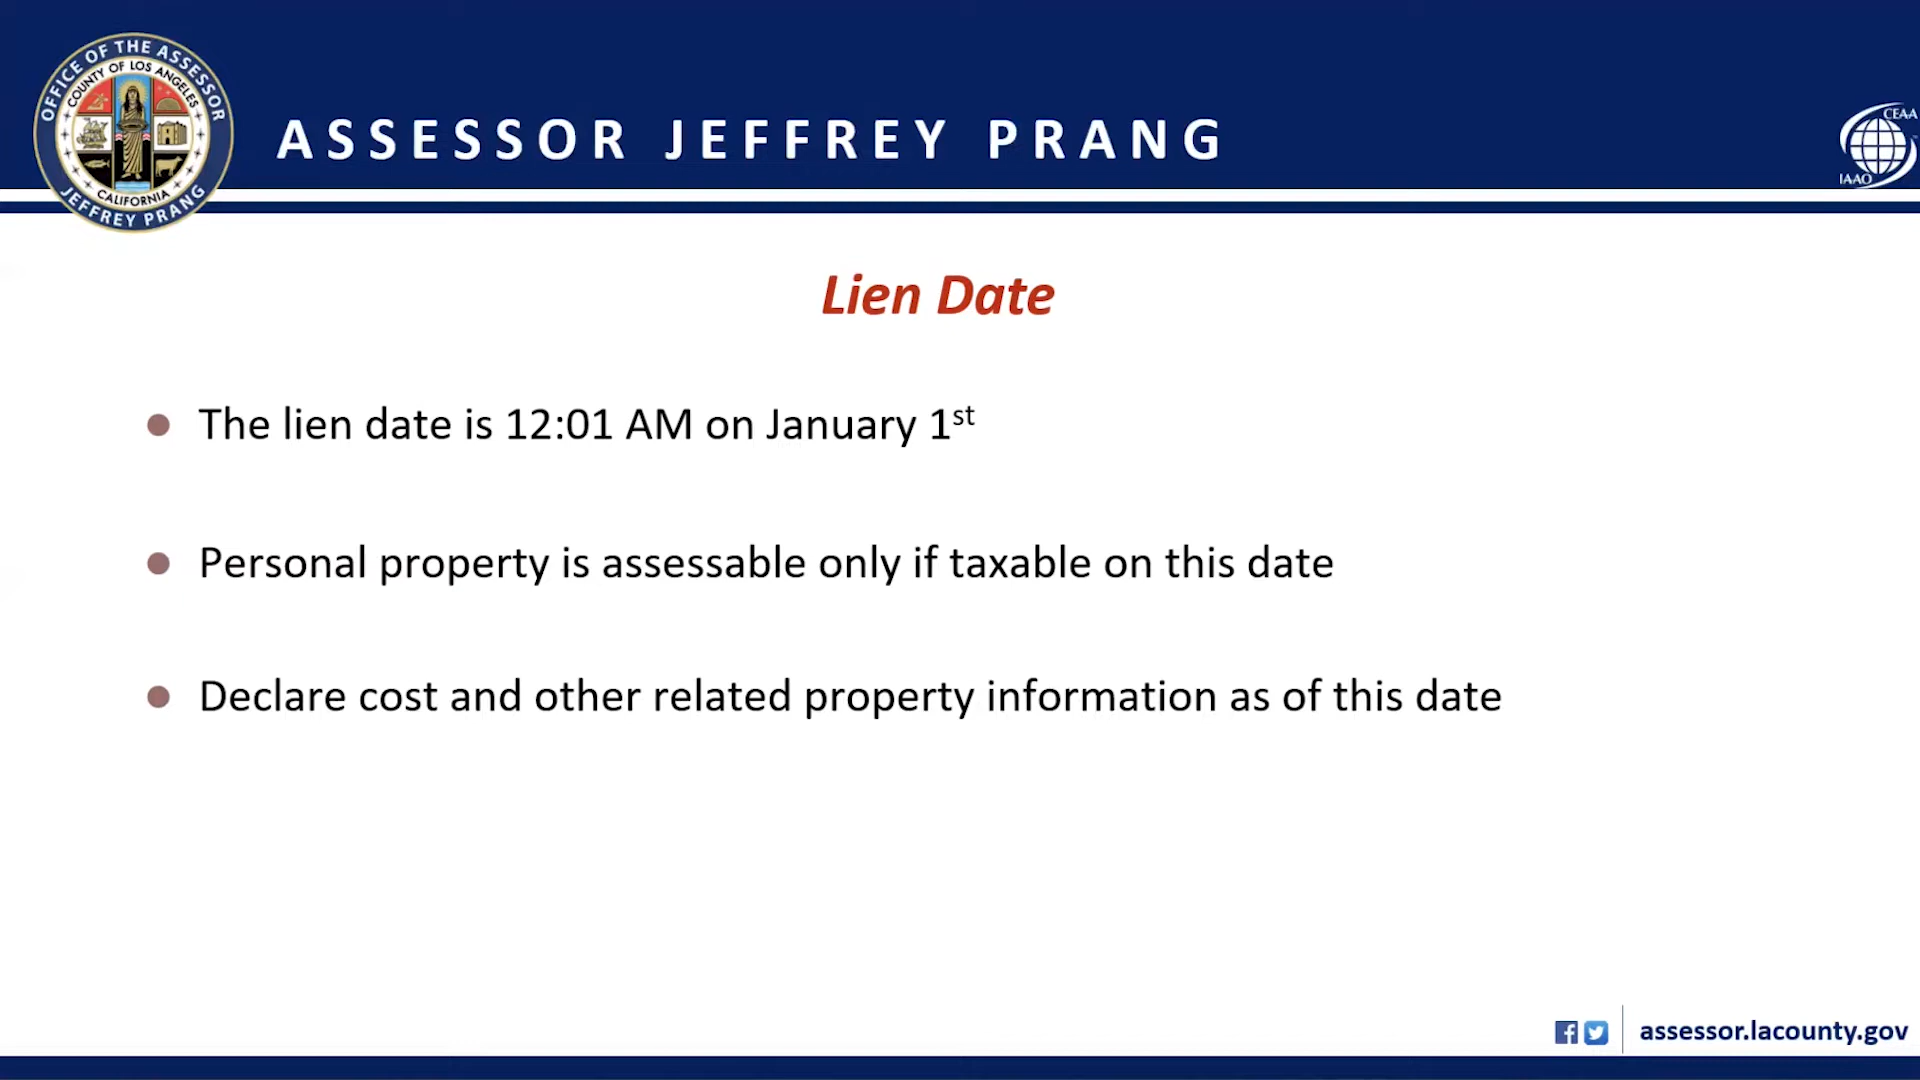 OFFICE OF THE ASSESSOR
COUNTY OF LOS ANGELES
CALIFORNIA
JEFFREY PRANG
ASSESSOR JEFFREY PRANG
CEAA
IAAO
Lien Date
● The lien date is 12:01 AM on January 1st
● Personal property is assessable only if taxable on this date
● Declare cost and other related property information as of this date
assessor.lacounty.gov